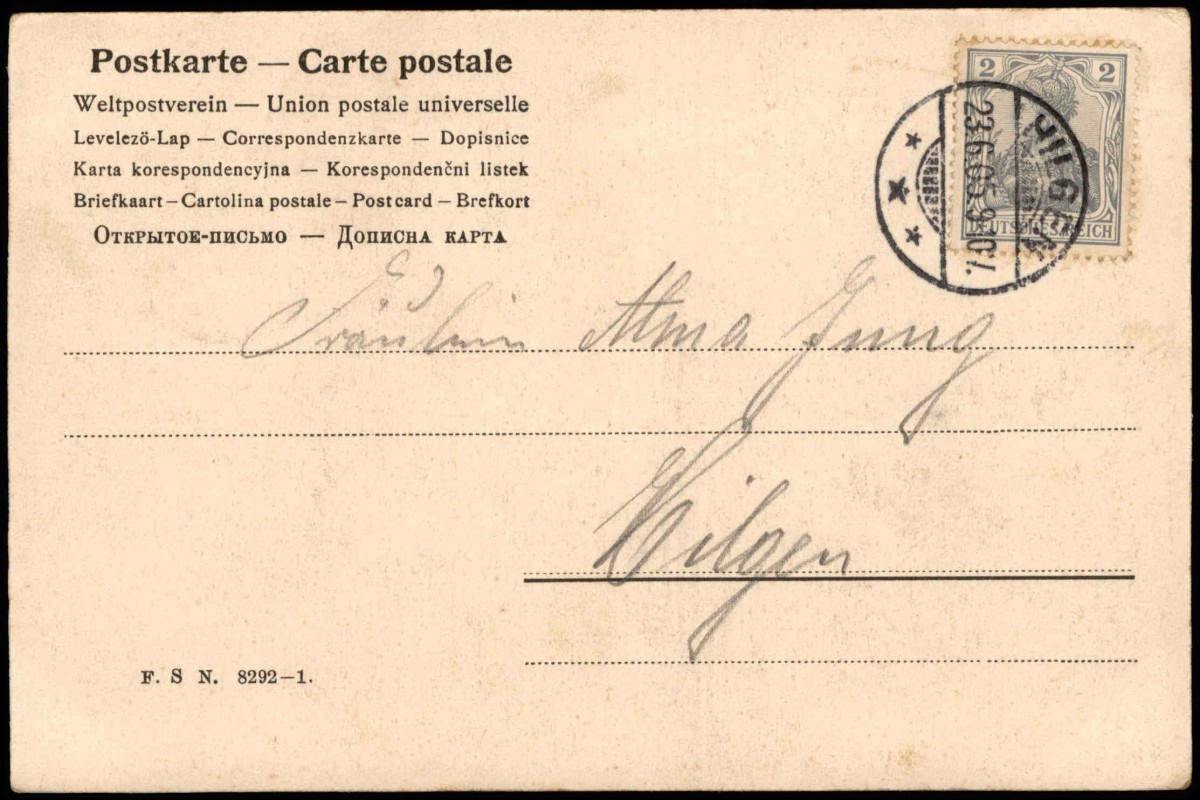 Postkarte — Carte postale
Weltpostverein — Union postale universelle
Levelezö-Lap — Correspondenzkarte — Dopisnice
Karta korespondencyjna — Korespondenčni listek
Briefkaart – Cartolina postale – Postcard – Brefkort
Открытое-письмо — Дописна карта
2 2
DEUTSCHES REICH
HILGEN
23.6.05.9-10V.
Fräulein Alma Jung
Hilgen
F. S N. 8292–1.